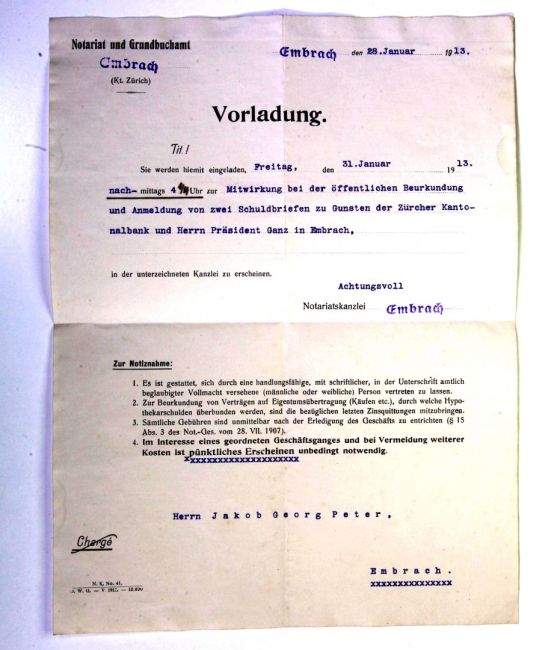 Notariat und Grundbuchamt
Embrach
(Kt. Zürich)
Embrach den 28. Januar 1913.
Vorladung.
Tit.!
Sie werden hiemit eingeladen, Freitag, den 31. Januar 1913.
nach- mittags 4 Uhr zur Mitwirkung bei der öffentlichen Beurkundung
und Anmeldung von zwei Schuldbriefen zu Gunsten der Zürcher Kanto-
nalbank und Herrn Präsident Ganz in Embrach,
in der unterzeichneten Kanzlei zu erscheinen.
Achtungsvoll
Notariatskanzlei Embrach
Zur Notiznahme:
1. Es ist gestattet, sich durch eine handlungsfähige, mit schriftlicher, in der Unterschrift amtlich
beglaubigter Vollmacht versehene (männliche oder weibliche) Person vertreten zu lassen.
2. Zur Beurkundung von Verträgen auf Eigentumsübertragung (Käufen etc.), durch welche Hypo-
thekarschulden überbunden werden, sind die bezüglichen letzten Zinsquittungen mitzubringen.
3. Sämtliche Gebühren sind unmittelbar nach der Erledigung des Geschäfts zu entrichten (§ 15
Abs. 3 des Not.-Ges. vom 28. VII. 1907).
4. Im Interesse eines geordneten Geschäftsganges und bei Vermeidung weiterer
Kosten ist pünktliches Erscheinen unbedingt notwendig.
xxxxxxxxxxxxxxxxxxxxxxx
Herrn Jakob Georg Peter,
Chargé
Embrach.
xxxxxxxxxxxxxxx
N. K. No. 41.
J. W. G. — V. 1912. — 10,000